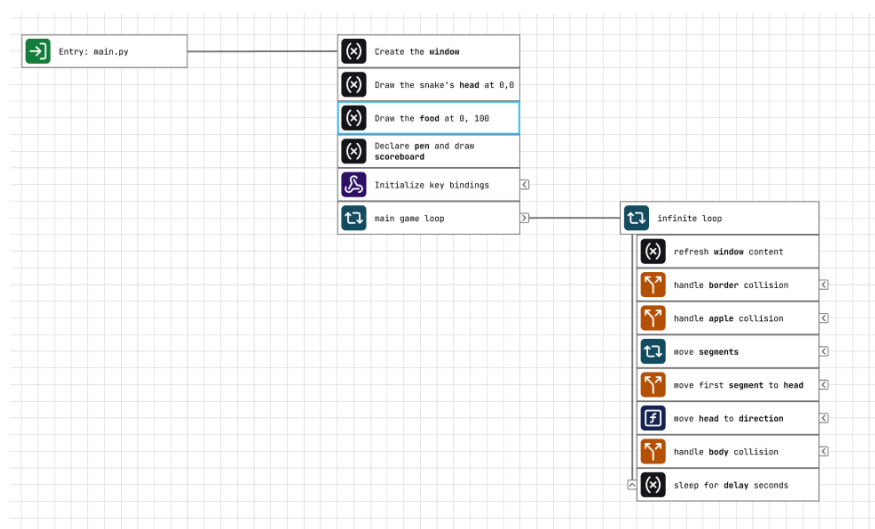 Entry: main.py
Create the window
Draw the snake's head at 0,0
Draw the food at 0, 100
Declare pen and draw
scoreboard
Initialize key bindings
main game loop
infinite loop
refresh window content
handle border collision
handle apple collision
move segments
move first segment to head
move head to direction
handle body collision
sleep for delay seconds